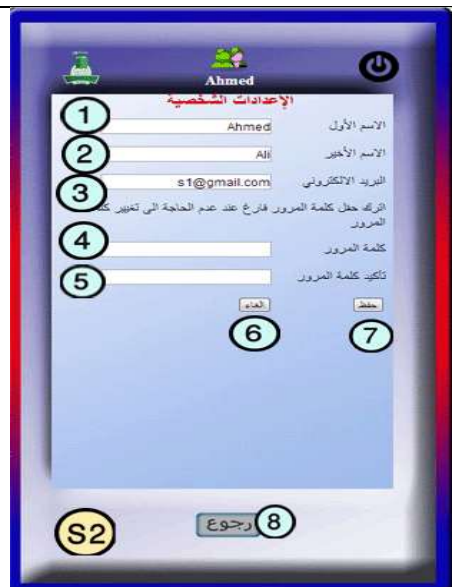 Ahmed
الإعدادات الشخصية
1
الاسم الأول Ahmed
2
الاسم الأخير Ali
3
البريد الالكتروني s1@gmail.com
اترك حقل كلمة المرور فارغ عند عدم الحاجة الى تغيير
المرور
4
كلمة المرور
5
تأكيد كلمة المرور
حفظ الغاء
7 6
رجوع 8
S2